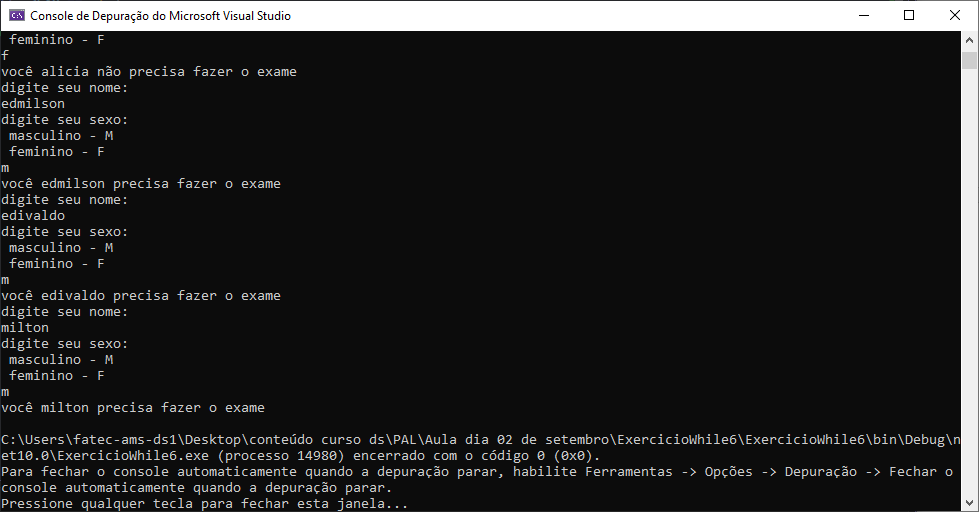 Console de Depuração do Microsoft Visual Studio
feminino - F
f
você alicia não precisa fazer o exame
digite seu nome:
edmilson
digite seu sexo:
masculino - M
feminino - F
m
você edmilson precisa fazer o exame
digite seu nome:
edivaldo
digite seu sexo:
masculino - M
feminino - F
m
você edivaldo precisa fazer o exame
digite seu nome:
milton
digite seu sexo:
masculino - M
feminino - F
m
você milton precisa fazer o exame
C:\Users\fatec-ams-ds1\Desktop\conteúdo curso ds\PAL\Aula dia 02 de setembro\ExercicioWhile6\ExercicioWhile6\bin\Debug\n
et10.0\ExercicioWhile6.exe (processo 14980) encerrado com o código 0 (0x0).
Para fechar o console automaticamente quando a depuração parar, habilite Ferramentas -> Opções -> Depuração -> Fechar o
console automaticamente quando a depuração parar.
Pressione qualquer tecla para fechar esta janela...